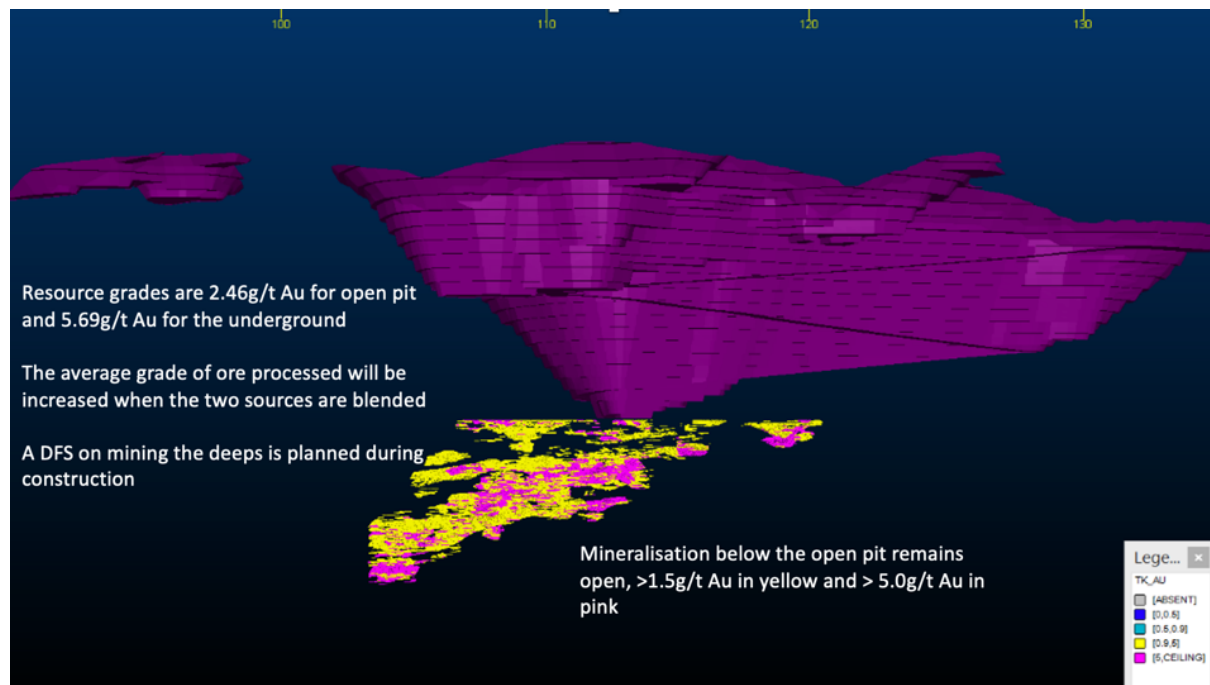 100
110
120
130
Resource grades are 2.46g/t Au for open pit
and 5.69g/t Au for the underground
The average grade of ore processed will be
increased when the two sources are blended
A DFS on mining the deeps is planned during
construction
Mineralisation below the open pit remains
open, >1.5g/t Au in yellow and > 5.0g/t Au in
pink
Lege... ×
TK_AU
[ABSENT]
[0,0.5]
[0.5,0.9]
[0.9,5]
[5,CEILING]